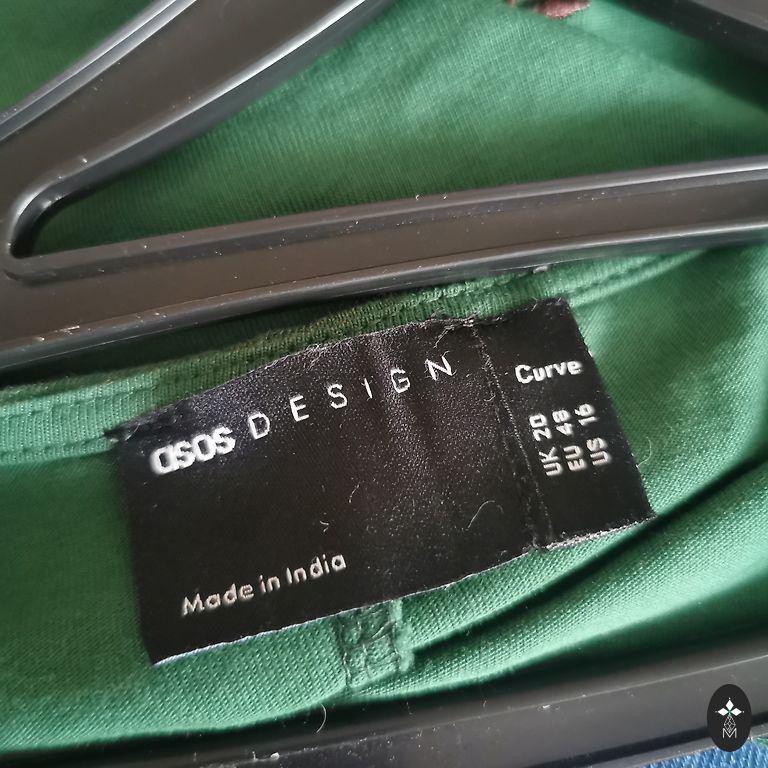 asos DESIGN
Curve
UK 20
EU 48
US 16
Made in India
M